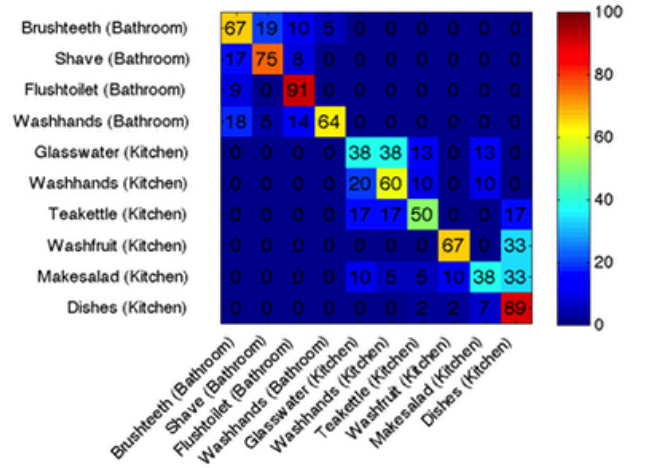 Brushteeth (Bathroom) 67 19 10 5 0 0 0 0 0 0
Shave (Bathroom) 17 75 8 0 0 0 0 0 0 0
Flushtoilet (Bathroom) 9 0 91 0 0 0 0 0 0 0
Washhands (Bathroom) 18 5 14 64 0 0 0 0 0 0
Glasswater (Kitchen) 0 0 0 0 38 38 13 0 13 0
Washhands (Kitchen) 0 0 0 0 20 60 10 0 10 0
Teakettle (Kitchen) 0 0 0 0 17 17 50 0 0 17
Washfruit (Kitchen) 0 0 0 0 0 0 0 67 0 33
Makesalad (Kitchen) 0 0 0 0 10 5 5 10 38 33
Dishes (Kitchen) 0 0 0 0 0 0 2 2 7 89
Brushteeth (Bathroom)
Shave (Bathroom)
Flushtoilet (Bathroom)
Washhands (Bathroom)
Glasswater (Kitchen)
Washhands (Kitchen)
Teakettle (Kitchen)
Washfruit (Kitchen)
Makesalad (Kitchen)
Dishes (Kitchen)
100
80
60
40
20
0